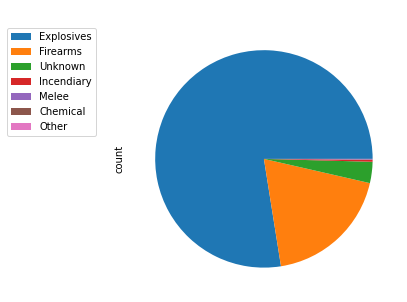 Explosives
Firearms
Unknown
Incendiary
Melee
Chemical
Other
count